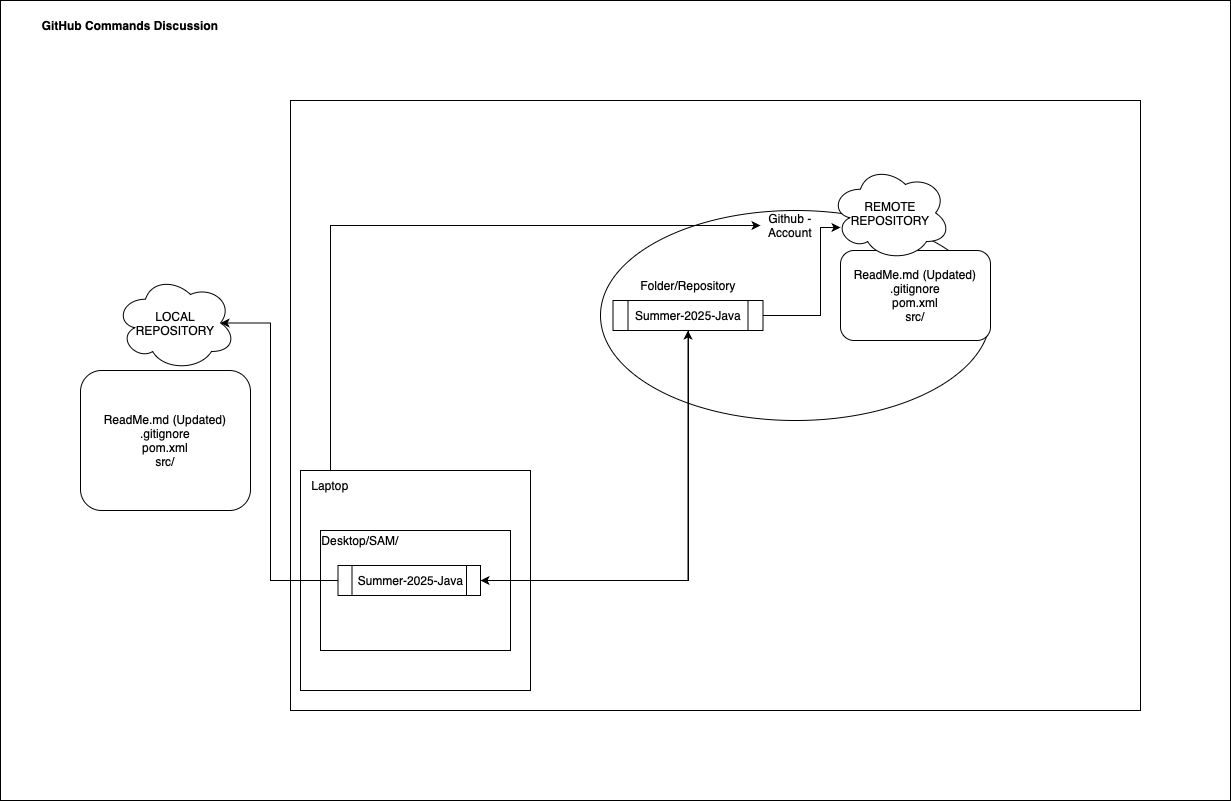 GitHub Commands Discussion
Github -
Account
REMOTE
REPOSITORY
Folder/Repository
Summer-2025-Java
ReadMe.md (Updated)
.gitignore
pom.xml
src/
LOCAL
REPOSITORY
ReadMe.md (Updated)
.gitignore
pom.xml
src/
Laptop
Desktop/SAM/
Summer-2025-Java